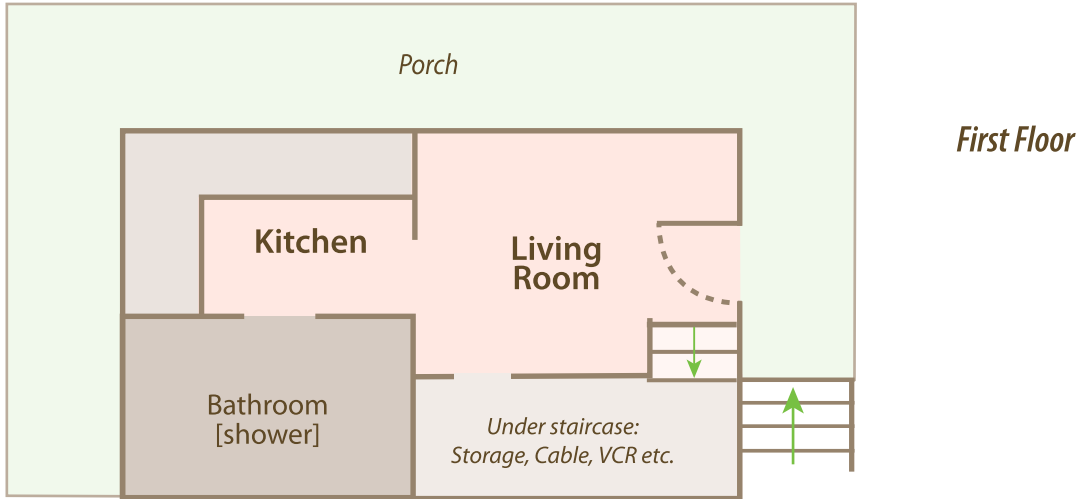 Porch
First Floor
Kitchen
Living
Room
Bathroom
[shower]
Under staircase:
Storage, Cable, VCR etc.